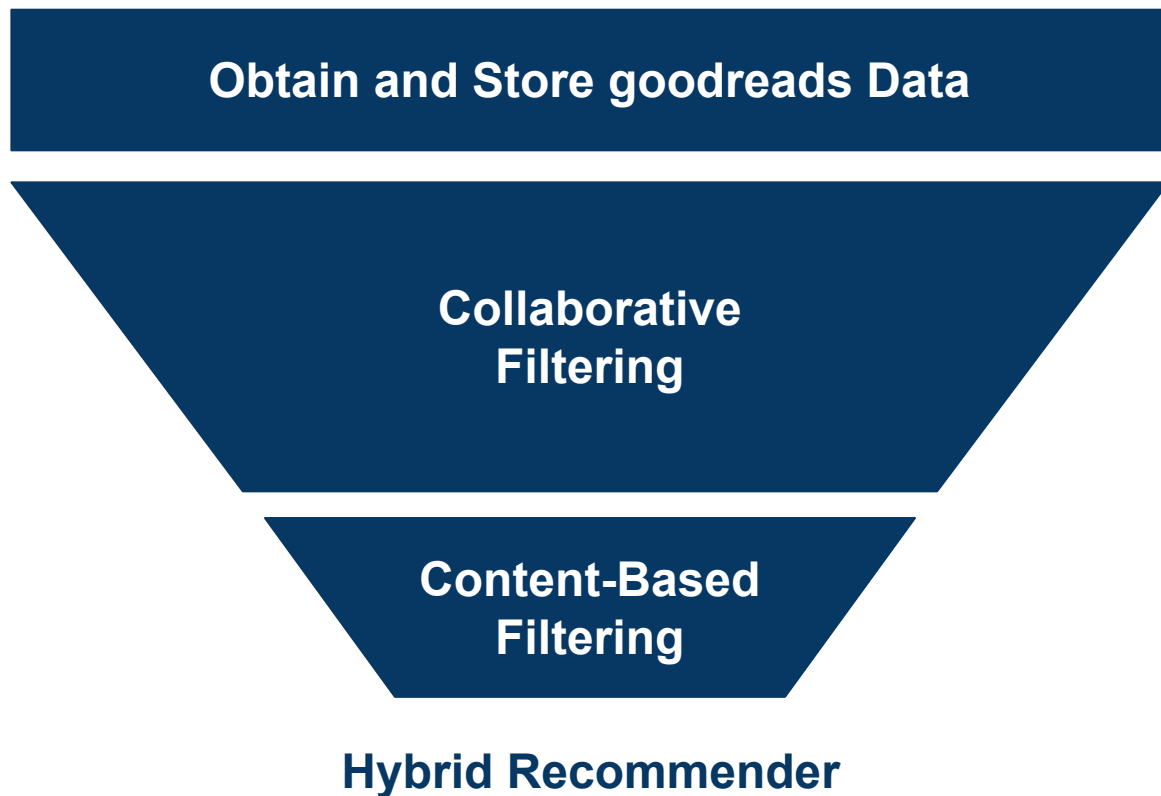 Obtain and Store goodreads Data
Collaborative
Filtering
Content-Based
Filtering
Hybrid Recommender